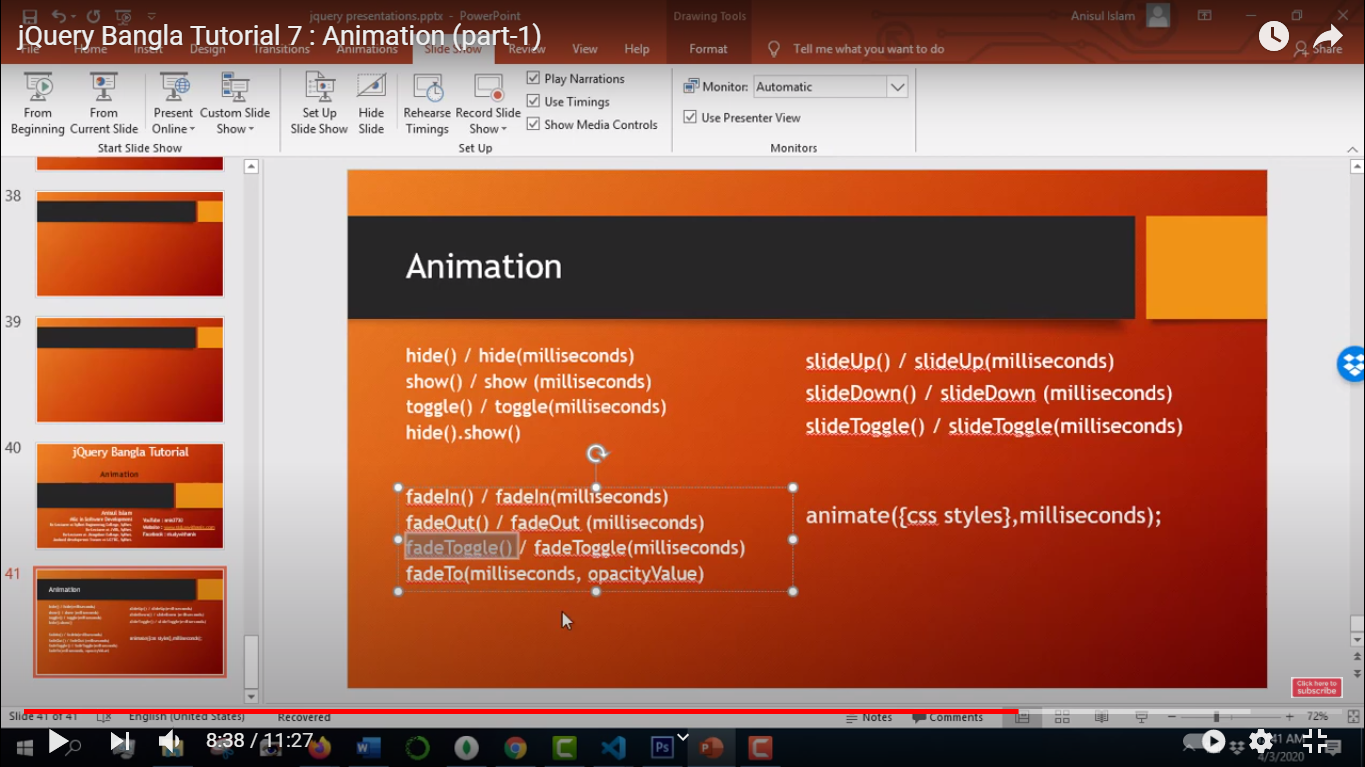 jquery presentations.pptx - PowerPoint
Drawing Tools
Anisul Islam
jQuery Bangla Tutorial 7 : Animation (part-1)
File Home Insert Design Transitions Animations Slide Show Review View Help Format Tell me what you want to do Share
From Beginning
From Current Slide
Present Online
Custom Slide Show
Start Slide Show
Set Up Slide Show
Hide Slide
Rehearse Timings
Record Slide Show
Play Narrations
Use Timings
Show Media Controls
Set Up
Monitor: Automatic
Use Presenter View
Monitors
38
39
40
jQuery Bangla Tutorial
Animation
Anisul Islam
41
Animation
Animation
hide() / hide(milliseconds)
show() / show (milliseconds)
toggle() / toggle(milliseconds)
hide().show()
fadeIn() / fadeIn(milliseconds)
fadeOut() / fadeOut (milliseconds)
fadeToggle() / fadeToggle(milliseconds)
fadeTo(milliseconds, opacityValue)
slideUp() / slideUp(milliseconds)
slideDown() / slideDown (milliseconds)
slideToggle() / slideToggle(milliseconds)
animate({css styles},milliseconds);
Click here to
subscribe
Slide 41 of 41 English (United States) Recovered Notes Comments 72%
8:38 / 11:27
41 AM
4/3/2020